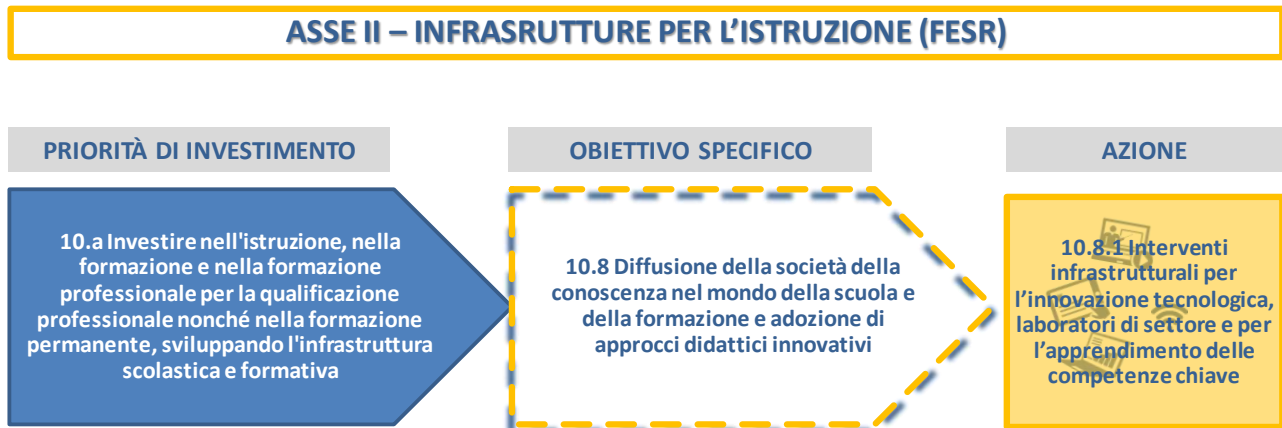 ASSE II – INFRASRUTTURE PER L’ISTRUZIONE (FESR)
PRIORITÀ DI INVESTIMENTO
10.a Investire nell'istruzione, nella
formazione e nella formazione
professionale per la qualificazione
professionale nonché nella formazione
permanente, sviluppando l'infrastruttura
scolastica e formativa
OBIETTIVO SPECIFICO
10.8 Diffusione della società della
conoscenza nel mondo della scuola e
della formazione e adozione di
approcci didattici innovativi
AZIONE
10.8.1 Interventi
infrastrutturali per
l’innovazione tecnologica,
laboratori di settore e per
l’apprendimento delle
competenze chiave